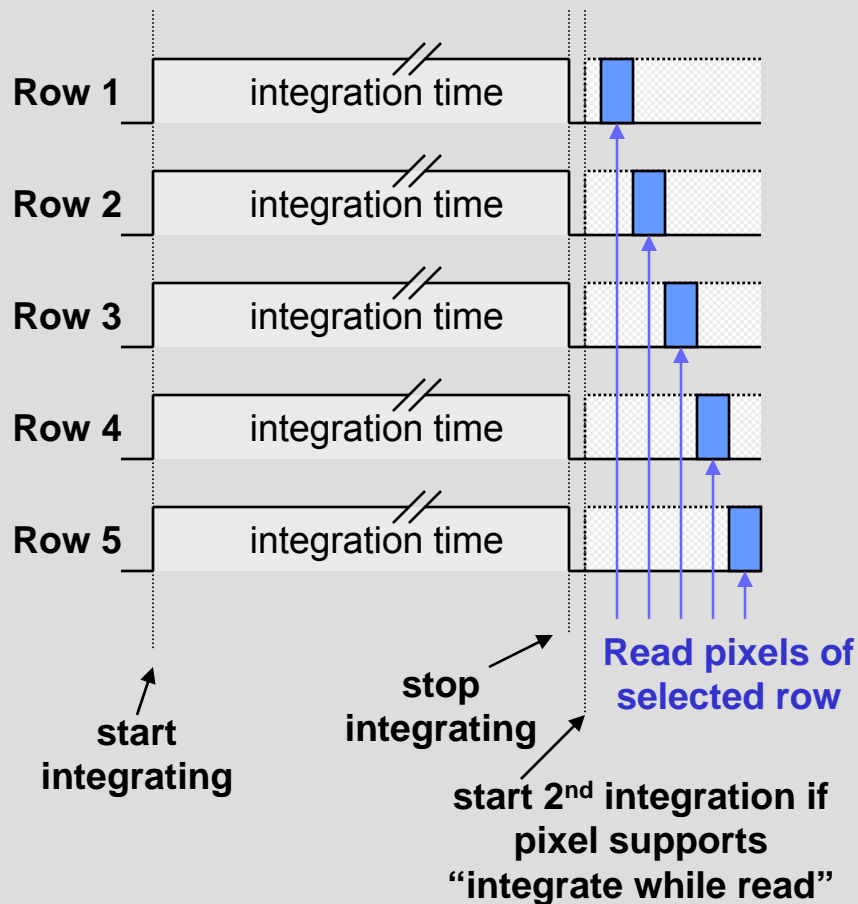 Row 1
integration time
Row 2
integration time
Row 3
integration time
Row 4
integration time
Row 5
integration time
start
integrating
stop
integrating
Read pixels of
selected row
start 2nd integration if
pixel supports
“integrate while read”